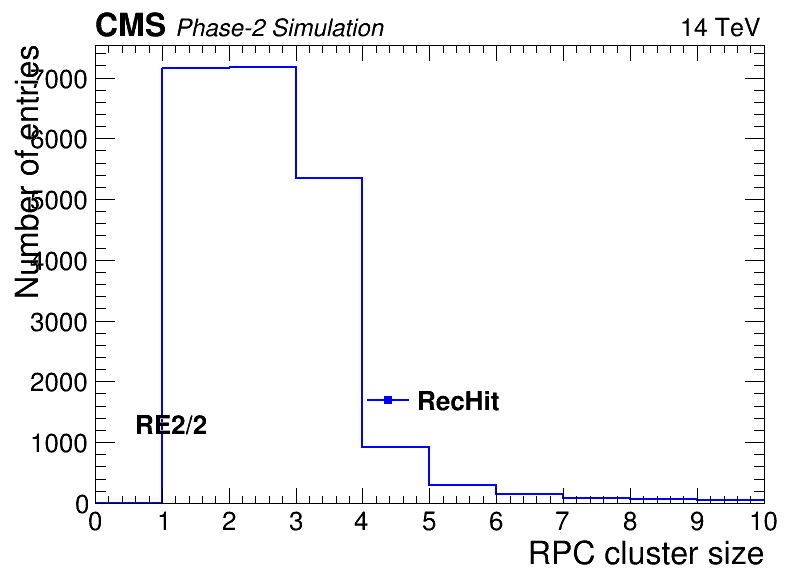 CMS Phase-2 Simulation 14 TeV
Number of entries
7000
6000
5000
4000
3000
2000
1000
0
RecHit
RE2/2
0 1 2 3 4 5 6 7 8 9 10
RPC cluster size